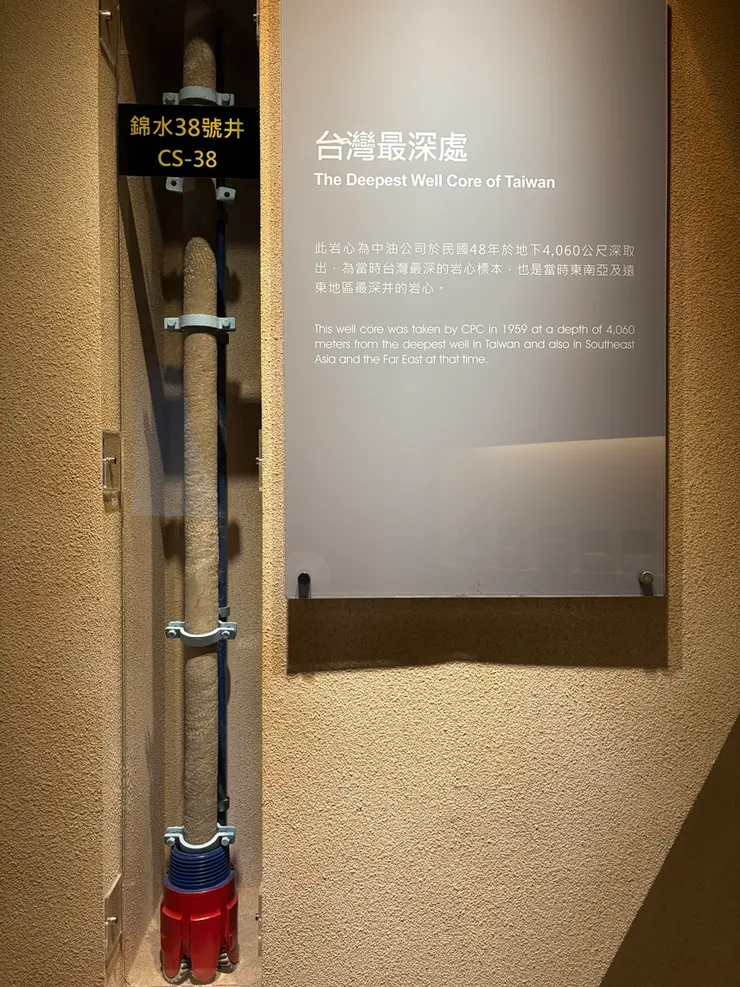 錦水38號井
CS-38
台灣最深處
The Deepest Well Core of Taiwan
此岩心為中油公司於民國48年於地下4,060公尺深取
出，為當時台灣最深的岩心標本，也是當時東南亞及遠
東地區最深井的岩心。
This well core was taken by CPC in 1959 at a depth of 4,060
meters from the deepest well in Taiwan and also in Southeast
Asia and the Far East at that time.